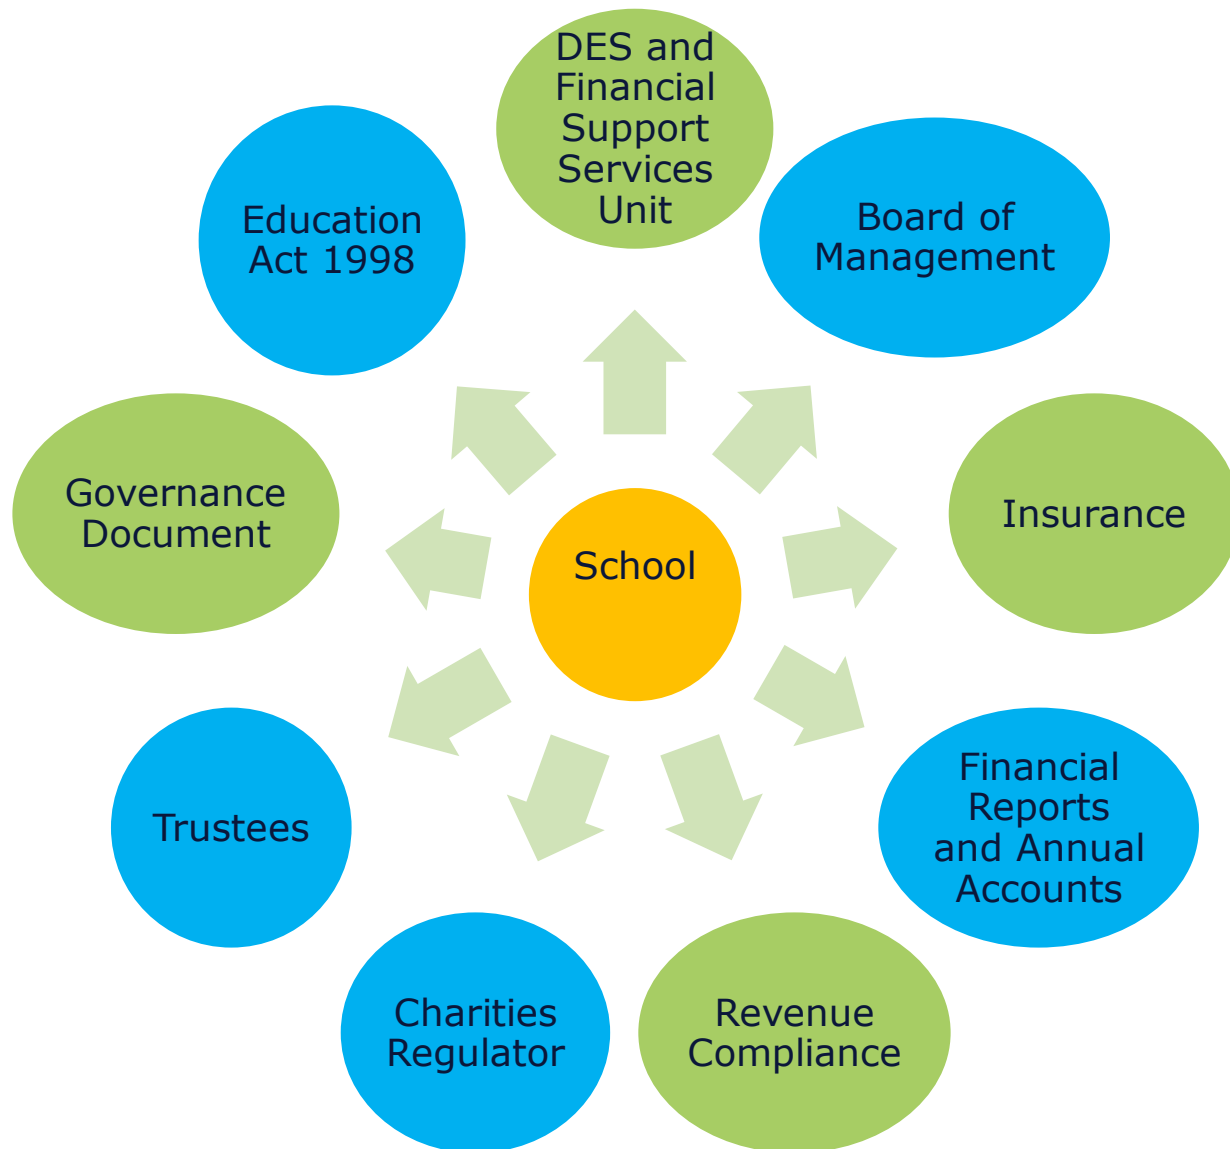 DES and
Financial
Support
Services
Unit
Education
Act 1998
Board of
Management
Governance
Document
Insurance
School
Trustees
Financial
Reports
and Annual
Accounts
Charities
Regulator
Revenue
Compliance